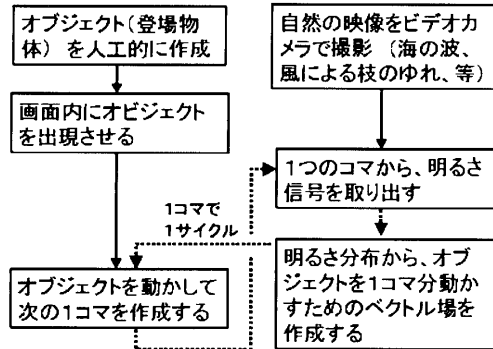 オブジェクト(登場物
体) を人工的に作成
画面内にオビジェクト
を出現させる
オブジェクトを動かして
次の1コマを作成する
1コマで
1サイクル
自然の映像をビデオカ
メラで撮影 (海の波、
風による枝のゆれ、等)
1つのコマから、明るさ
信号を取り出す
明るさ分布から、オブ
ジェクトを1コマ分動か
すためのベクトル場を
作成する